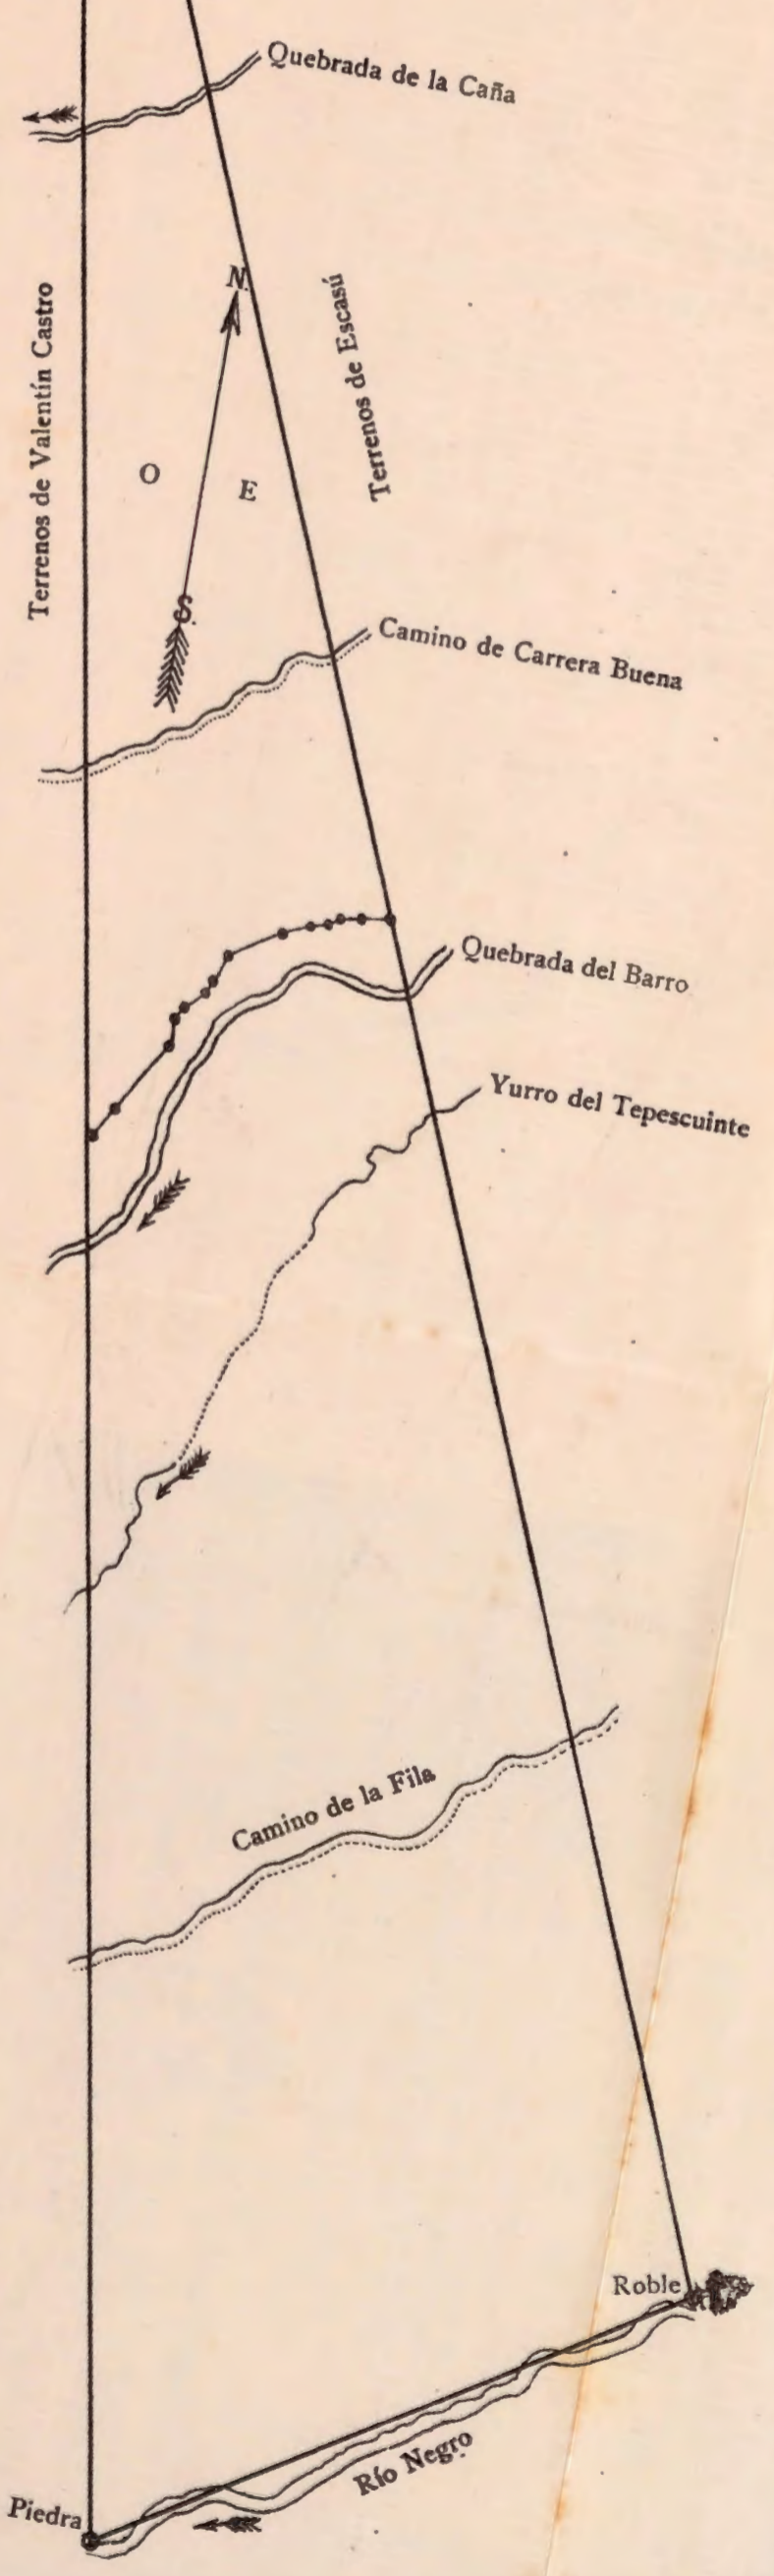 Quebrada de la Caña
N.
Terrenos de Valentín Castro
Terrenos de Escasú
O
E
S.
Camino de Carrera Buena
Quebrada del Barro
Yurro del Tepescuinte
Camino de la Fila
Roble
Río Negro
Piedra